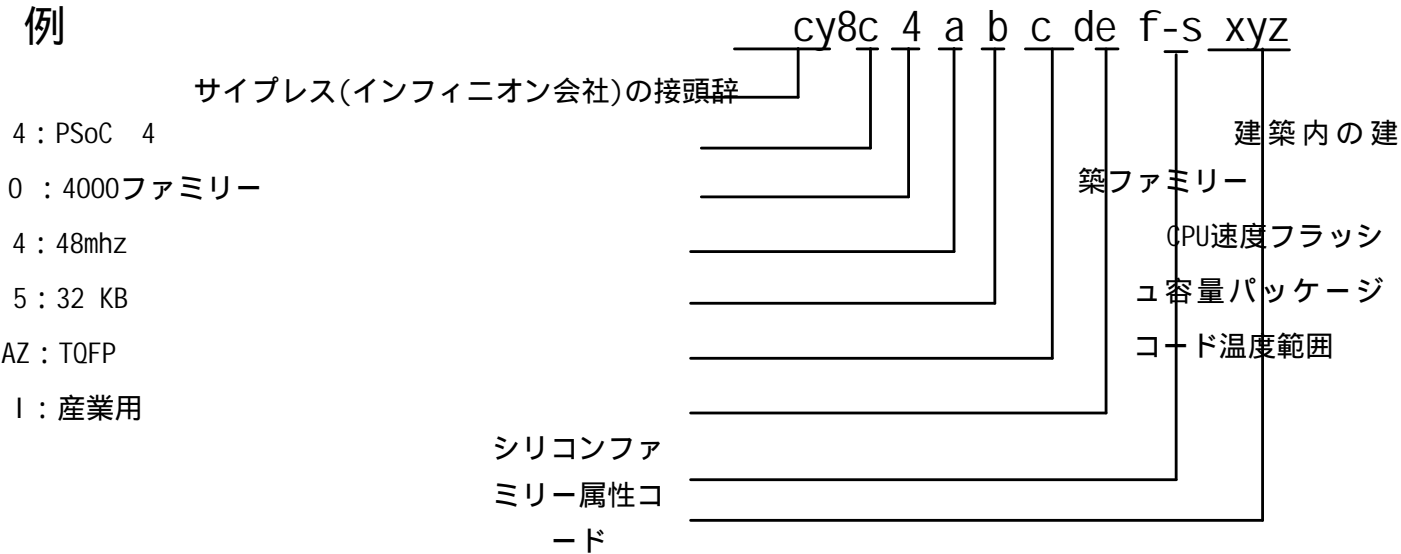 例
cy8c 4 a b c de f-s xyz
サイプレス(インフィニオン会社)の接頭辞
4:PSoC 4
建築内の建
0 :4000ファミリー
築ファミリー
4:48mhz
CPU速度フラッシ
5:32 KB
ュ容量パッケージ
AZ:TQFP
コード温度範囲
I:産業用
シリコンファ
ミリー属性コ
ード